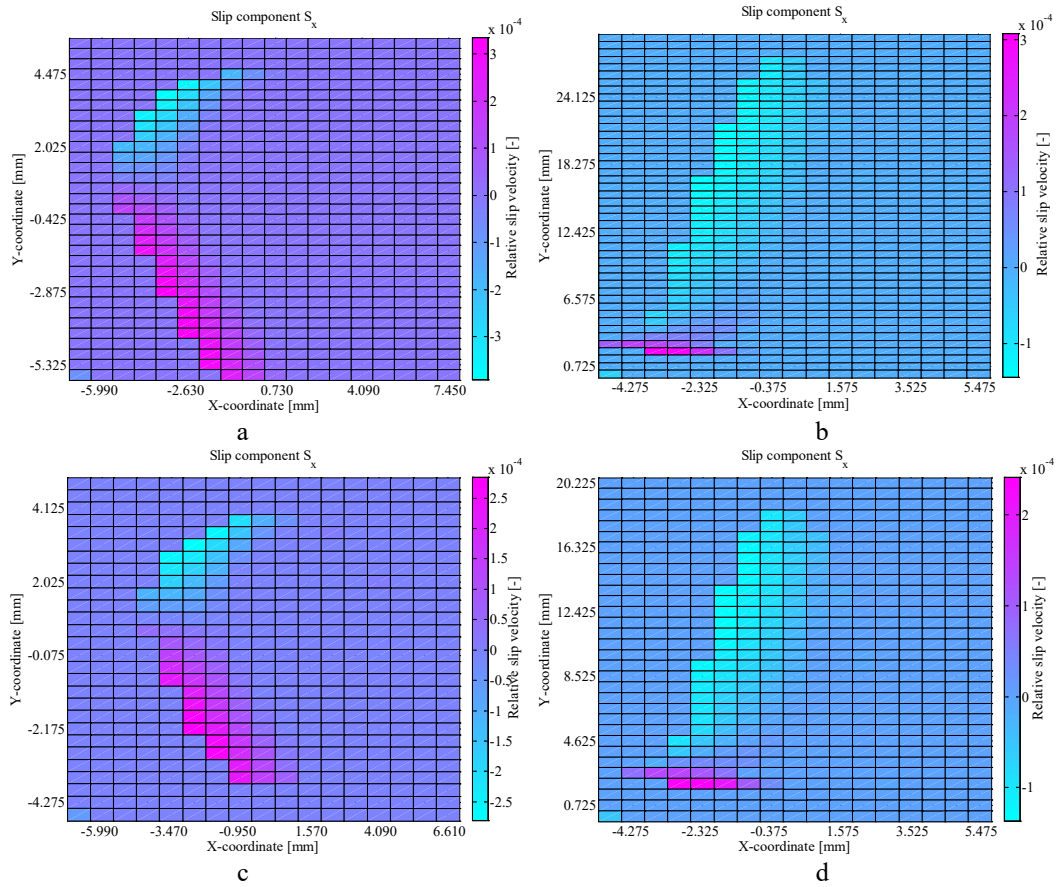 Slip component Sx
x 10-4
4.475
2.025
-0.425
-2.875
-5.325
Y-coordinate [mm]
-5.990 -2.630 0.730 4.090 7.450
X-coordinate [mm]
3
2
1
0
-1
-2
-3
Relative slip velocity [-]
a
Slip component Sx
x 10-4
24.125
18.275
12.425
6.575
0.725
Y-coordinate [mm]
-4.275 -2.325 -0.375 1.575 3.525 5.475
X-coordinate [mm]
3
2
1
0
-1
Relative slip velocity [-]
b
Slip component Sx
x 10-4
4.125
2.025
-0.075
-2.175
-4.275
Y-coordinate [mm]
-5.990 -3.470 -0.950 1.570 4.090 6.610
X-coordinate [mm]
2.5
2
1.5
1
0.5
0
-0.5
-1
-1.5
-2
-2.5
Relative slip velocity [-]
c
Slip component Sx
x 10-4
20.225
16.325
12.425
8.525
4.625
0.725
Y-coordinate [mm]
-4.275 -2.325 -0.375 1.575 3.525 5.475
X-coordinate [mm]
2
1
0
-1
Relative slip velocity [-]
d